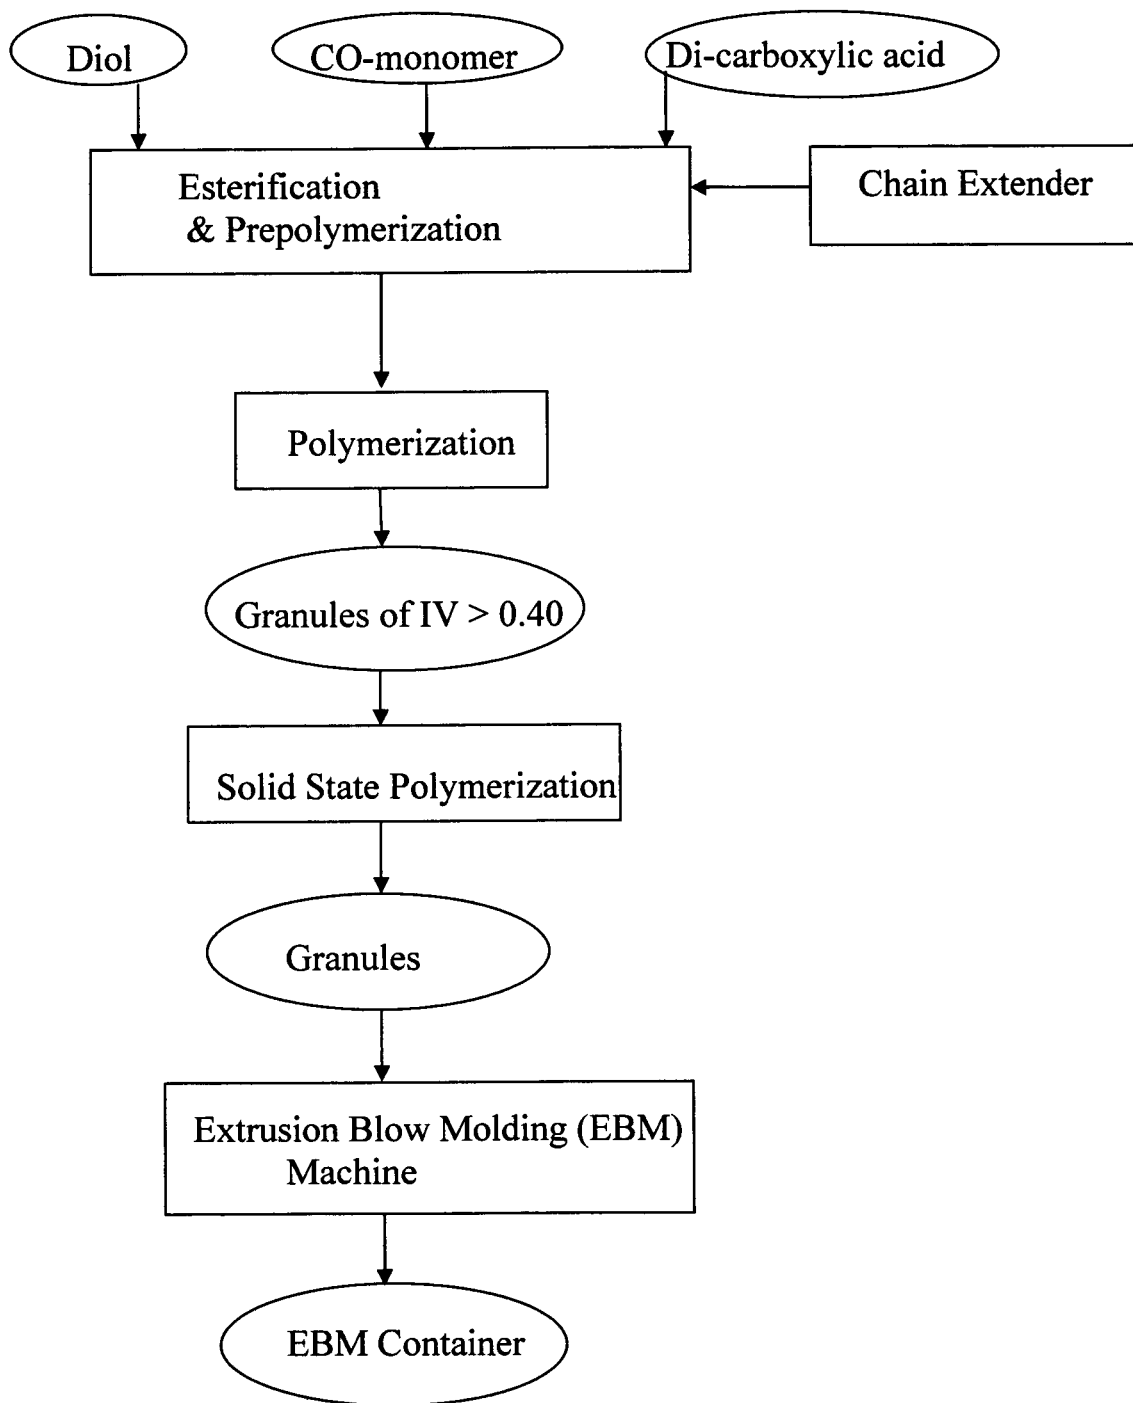 Diol
CO-monomer
Di-carboxylic acid
Esterification
& Prepolymerization
Chain Extender
Polymerization
Granules of IV > 0.40
Solid State Polymerization
Granules
Extrusion Blow Molding (EBM)
Machine
EBM Container